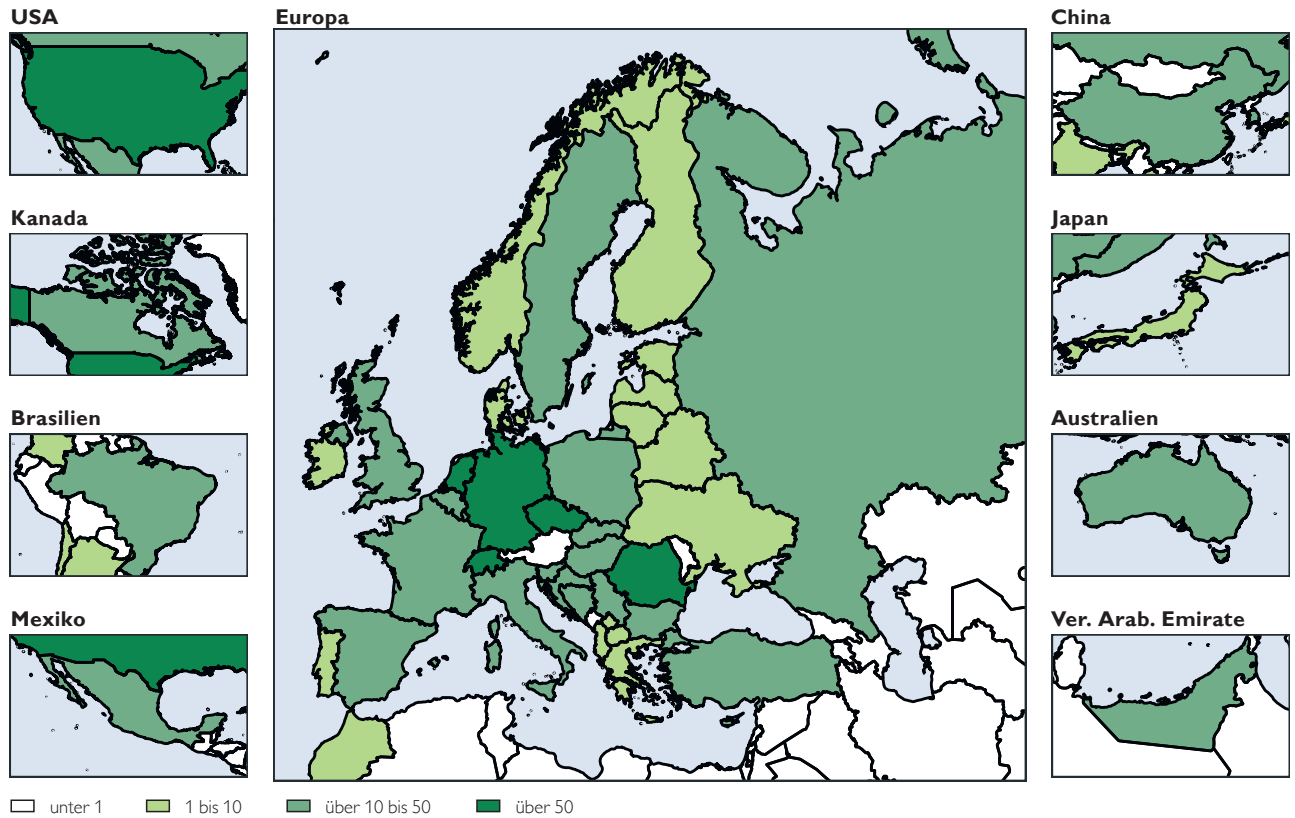 USA
Europa
China
Kanada
Japan
Brasilien
Australien
Mexiko
Ver. Arab. Emirate
unter 1
1 bis 10
über 10 bis 50
über 50